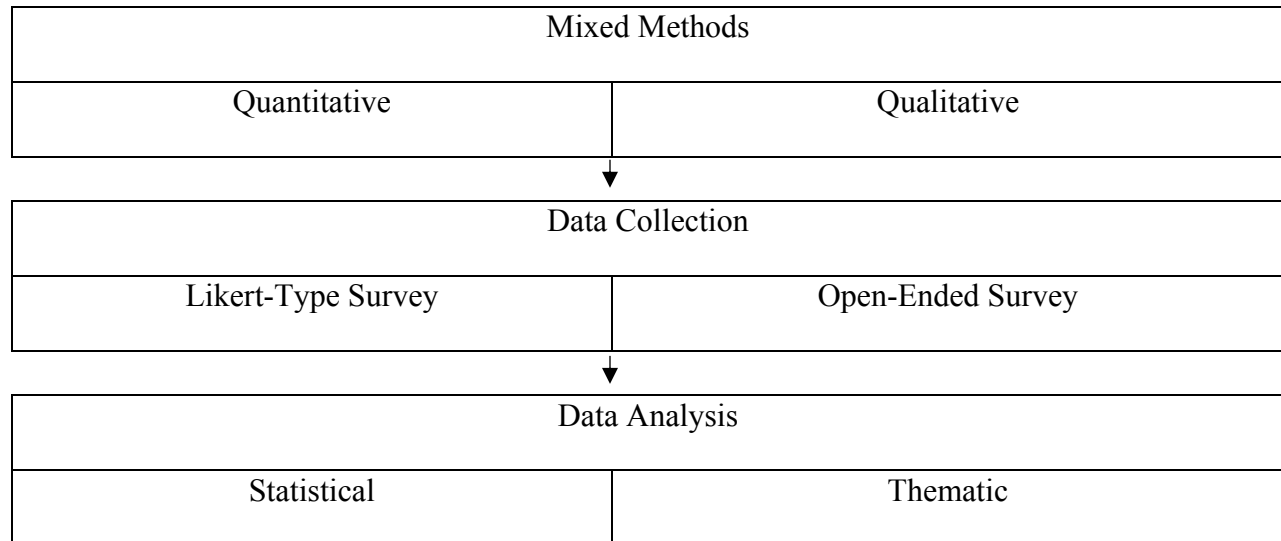 Mixed Methods
Quantitative
Qualitative
Data Collection
Likert-Type Survey
Open-Ended Survey
Data Analysis
Statistical
Thematic